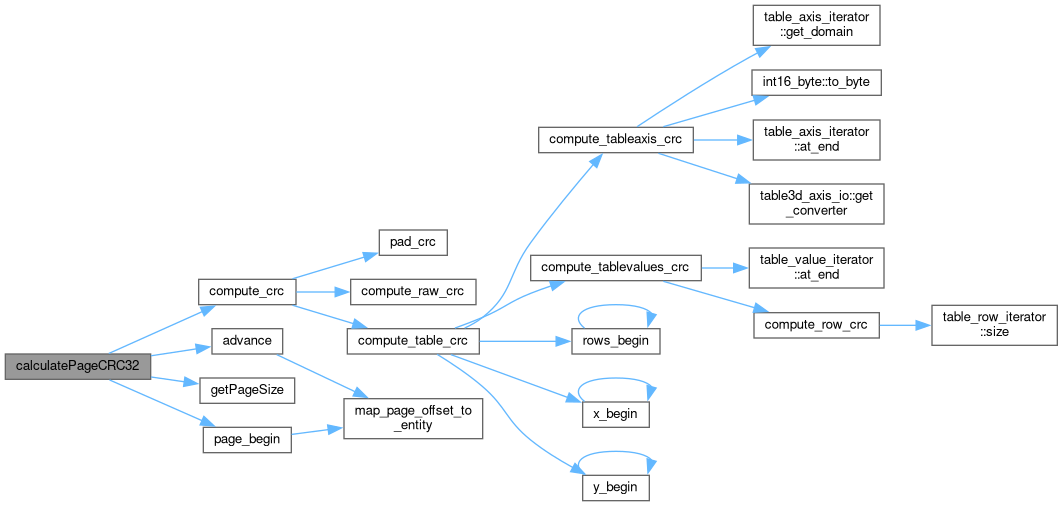 calculatePageCRC32
compute_crc
advance
getPageSize
page_begin
pad_crc
compute_raw_crc
compute_table_crc
map_page_offset_to
_entity
compute_tableaxis_crc
compute_tablevalues_crc
rows_begin
x_begin
y_begin
table_axis_iterator
::get_domain
int16_byte::to_byte
table_axis_iterator
::at_end
table3d_axis_io::get
_converter
table_value_iterator
::at_end
compute_row_crc
table_row_iterator
::size